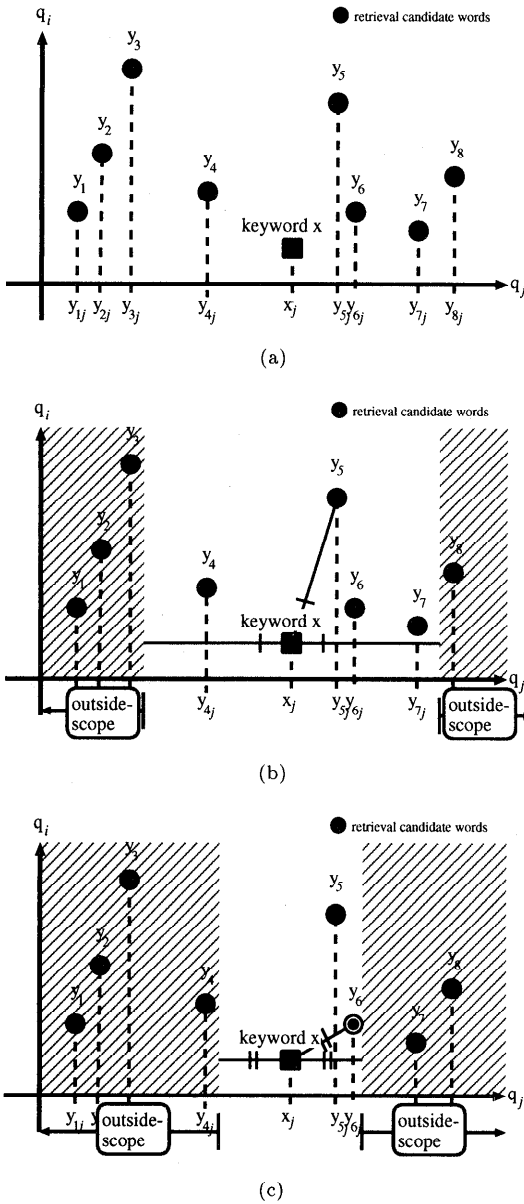 q_i
● retrieval candidate words
y_3
y_5
y_2
y_8
y_4
y_1
y_6
y_7
keyword x
q_j
y_1j y_2j y_3j y_4j x_j y_5j y_6j y_7j y_8j
(a)
q_i
● retrieval candidate words
y_3
y_5
y_2
y_8
y_4
y_1
y_6
y_7
keyword x
q_j
outside-
scope
y_4j x_j y_5j y_6j y_7j
outside-
scope
(b)
q_i
● retrieval candidate words
y_3
y_5
y_2
y_8
y_4
y_1
y_6
y_7
keyword x
q_j
y_1j y
outside-
scope
y_4j x_j y_5j y_6j
outside-
scope
(c)